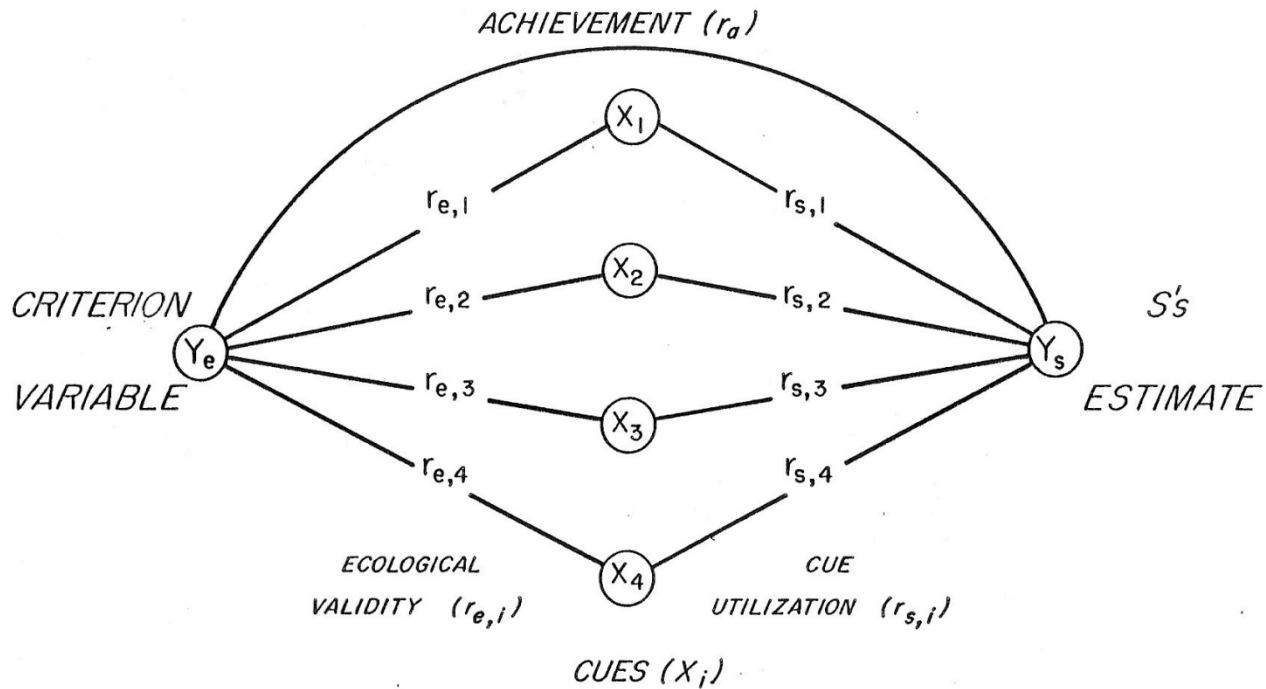 ACHIEVEMENT (ra)
X1
re,1
rs,1
X2
re,2
rs,2
CRITERION
S's
Ye
Ys
VARIABLE
re,3
rs,3
ESTIMATE
X3
re,4
rs,4
ECOLOGICAL
VALIDITY (re,i)
X4
CUE
UTILIZATION (rs,i)
CUES (Xi)